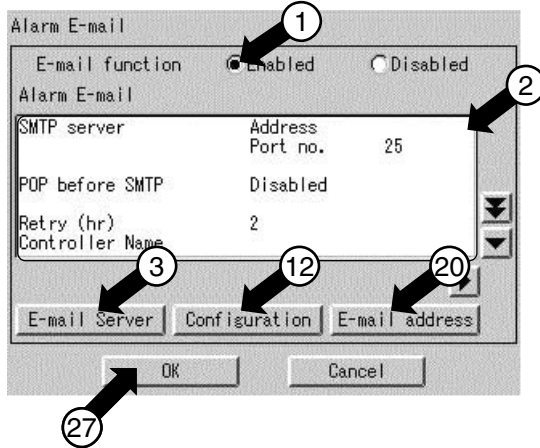 Alarm E-mail
1
E-mail function Enabled Disabled
Alarm E-mail
2
SMTP server Address
Port no. 25
POP before SMTP Disabled
Retry (hr) 2
Controller Name
3 12 20
E-mail Server Configuration E-mail address
OK Cancel
27